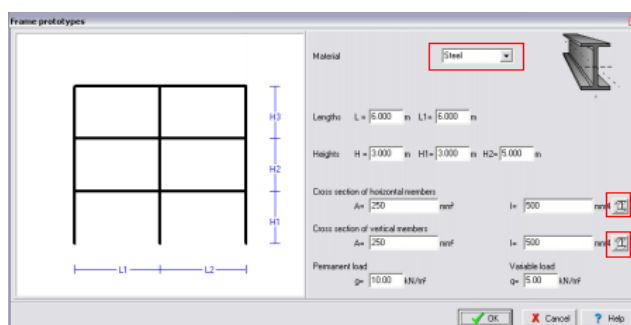 Frame prototypes
Material Steel
H3
H2
H1
L1 L2
Lengths L = 6.000 m L1= 6.000 m
Heights H = 3.000 m H1= 3.000 m H2= 5.000 m
Cross section of horizontal members
A= 250 mm² I= 500 mm4
Cross section of vertical members
A= 250 mm² I= 500 mm4
Permanent load Variable load
g= 10.00 kN/m² q= 5.00 kN/m²
OK Cancel ? Help